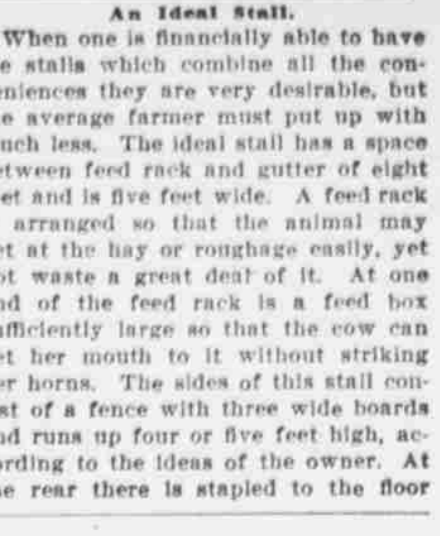 An Ideal Stall.
When one is financially able to have
e stalls which combine all the con-
eniences they are very desirable, but
e average farmer must put up with
uch less. The ideal stall has a space
etween feed rack and gutter of eight
et and is five feet wide. A feed rack
arranged so that the animal may
et at the hay or roughage easily, yet
ot waste a great deal of it. At one
nd of the feed rack is a feed box
ufficiently large so that the cow can
et her mouth to it without striking
er horns. The sides of this stall con-
st of a fence with three wide boards
nd runs up four or five feet high, ac-
ording to the ideas of the owner. At
e rear there is stapled to the floor